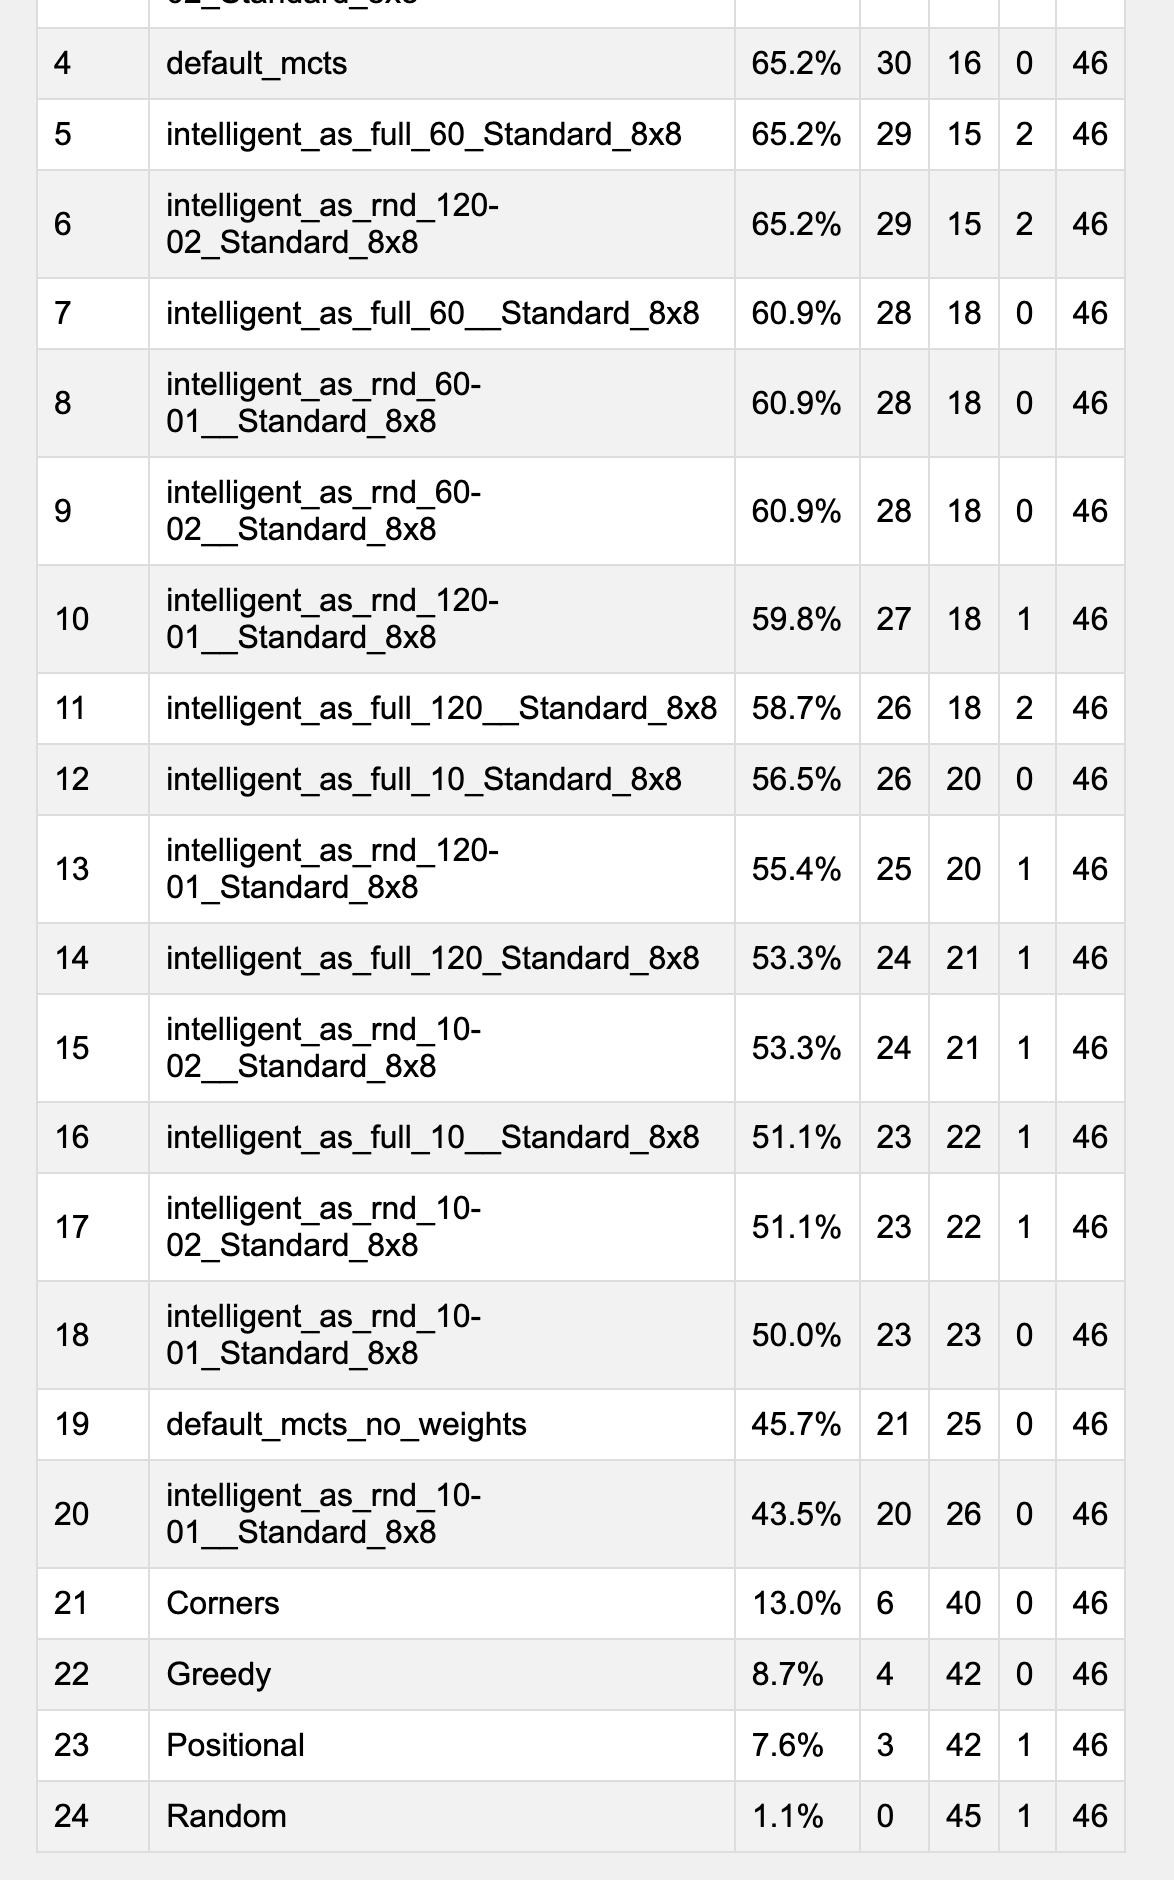 02_Standard_8x8
4 default_mcts 65.2% 30 16 0 46
5 intelligent_as_full_60_Standard_8x8 65.2% 29 15 2 46
intelligent_as_rnd_120-
6 65.2% 29 15 2 46
02_Standard_8x8
7 intelligent_as_full_60__Standard_8x8 60.9% 28 18 0 46
intelligent_as_rnd_60-
8 60.9% 28 18 0 46
01__Standard_8x8
intelligent_as_rnd_60-
9 60.9% 28 18 0 46
02__Standard_8x8
intelligent_as_rnd_120-
10 59.8% 27 18 1 46
01__Standard_8x8
11 intelligent_as_full_120__Standard_8x8 58.7% 26 18 2 46
12 intelligent_as_full_10_Standard_8x8 56.5% 26 20 0 46
intelligent_as_rnd_120-
13 55.4% 25 20 1 46
01_Standard_8x8
14 intelligent_as_full_120_Standard_8x8 53.3% 24 21 1 46
intelligent_as_rnd_10-
15 53.3% 24 21 1 46
02__Standard_8x8
16 intelligent_as_full_10__Standard_8x8 51.1% 23 22 1 46
intelligent_as_rnd_10-
17 51.1% 23 22 1 46
02_Standard_8x8
intelligent_as_rnd_10-
18 50.0% 23 23 0 46
01_Standard_8x8
19 default_mcts_no_weights 45.7% 21 25 0 46
intelligent_as_rnd_10-
20 43.5% 20 26 0 46
01__Standard_8x8
21 Corners 13.0% 6 40 0 46
22 Greedy 8.7% 4 42 0 46
23 Positional 7.6% 3 42 1 46
24 Random 1.1% 0 45 1 46